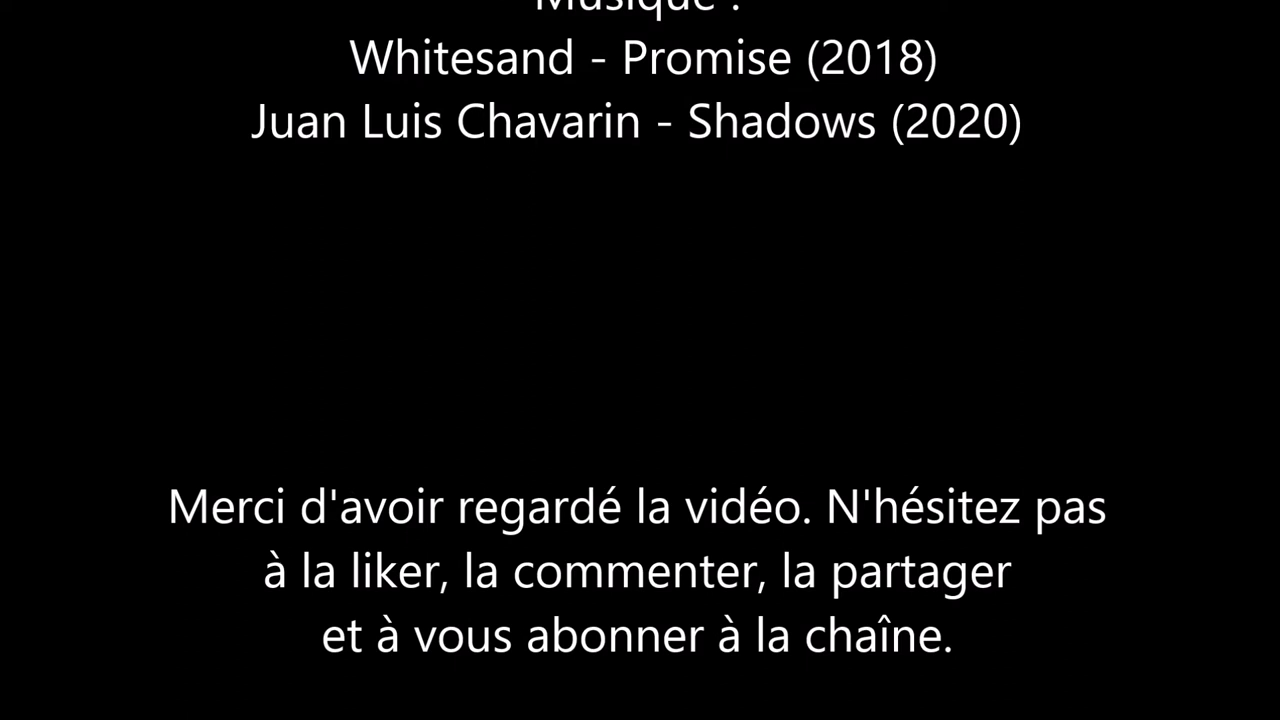 Musique :
Whitesand - Promise (2018)
Juan Luis Chavarin - Shadows (2020)
Merci d'avoir regardé la vidéo. N'hésitez pas
à la liker, la commenter, la partager
et à vous abonner à la chaîne.